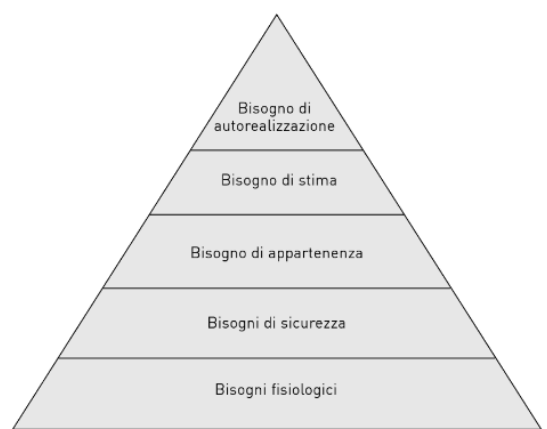 Bisogno di
autorealizzazione
Bisogno di stima
Bisogno di appartenenza
Bisogni di sicurezza
Bisogni fisiologici